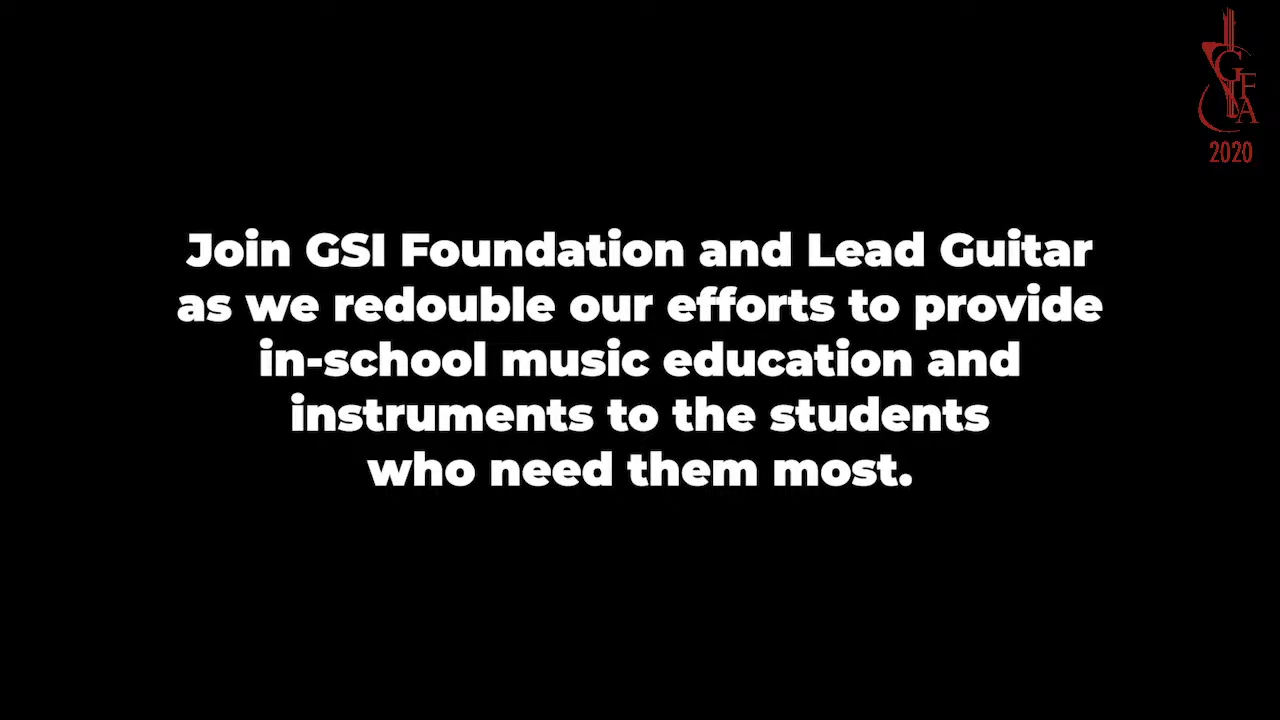 GFA
2020
Join GSI Foundation and Lead Guitar
as we redouble our efforts to provide
in-school music education and
instruments to the students
who need them most.